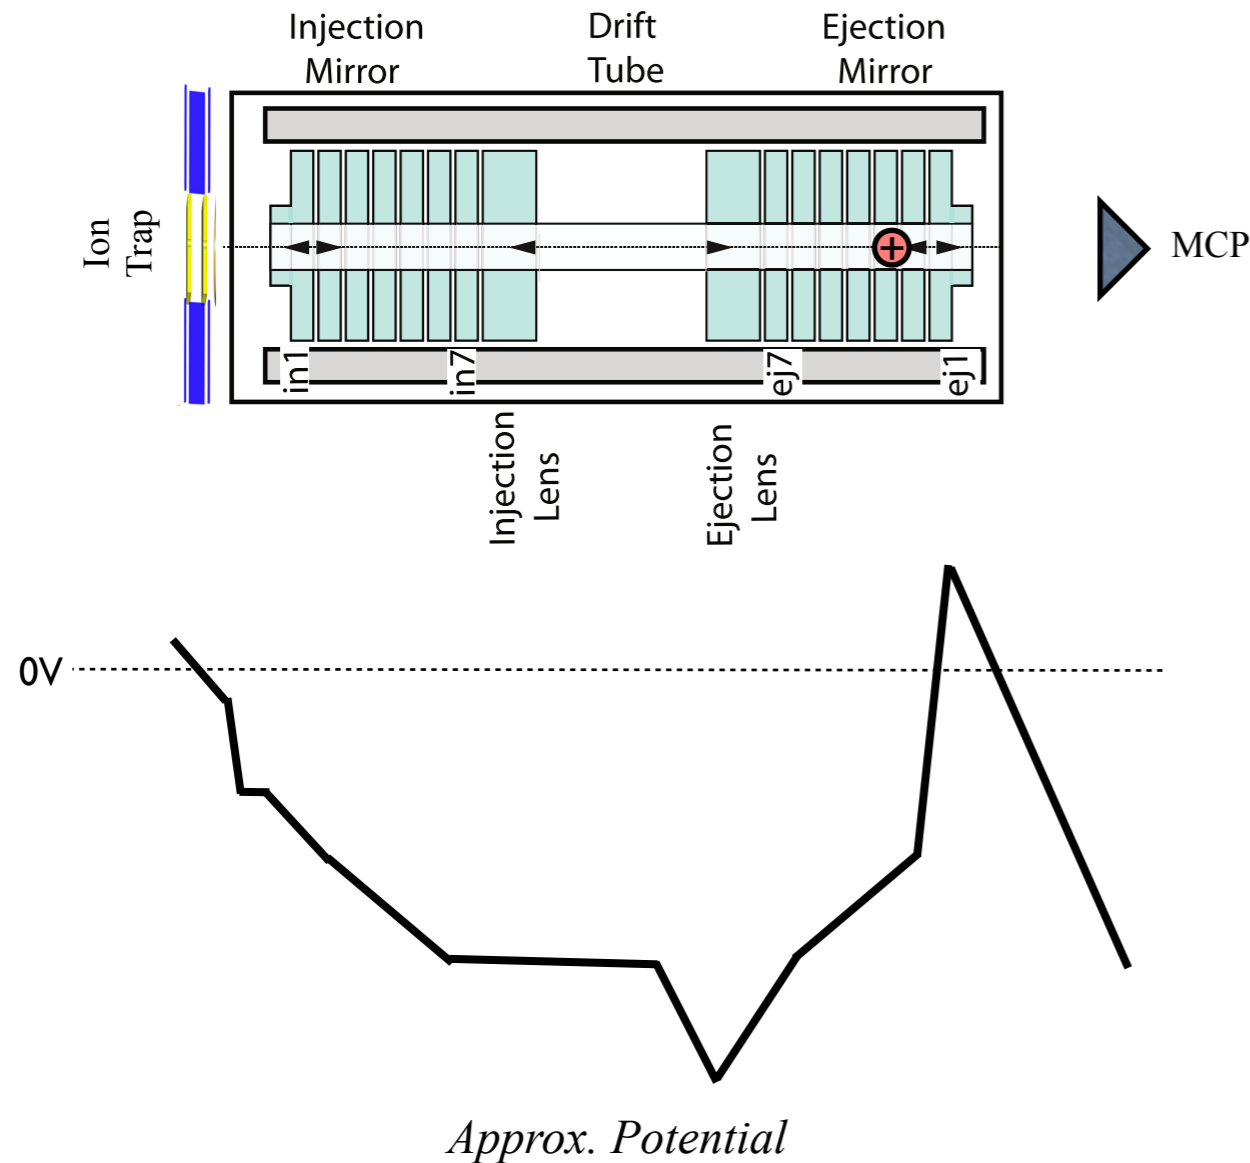 Injection
Mirror
Drift
Tube
Ejection
Mirror
Ion
Trap
+
MCP
in1
in7
ej7
ej1
Injection
Lens
Ejection
Lens
0V
Approx. Potential